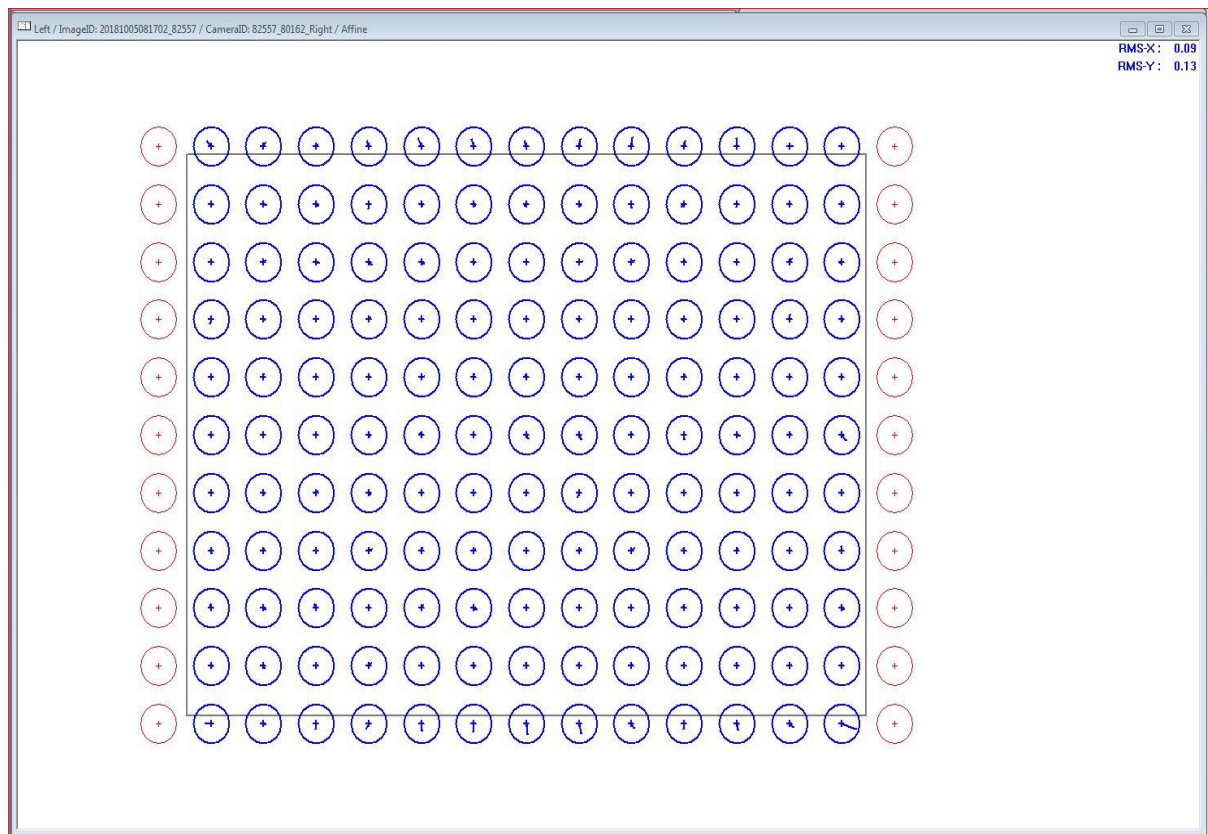 Left / ImageID: 20181005081702_82557 / CameraID: 82557_80162_Right / Affine
RMS-X: 0.09
RMS-Y: 0.13